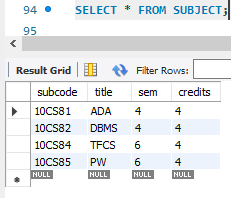 94 SELECT * FROM SUBJECT;
95
Result Grid Filter Rows:
subcode title sem credits
10CS81 ADA 4 4
10CS82 DBMS 4 4
10CS84 TFCS 6 4
10CS85 PW 6 4
NULL NULL NULL NULL